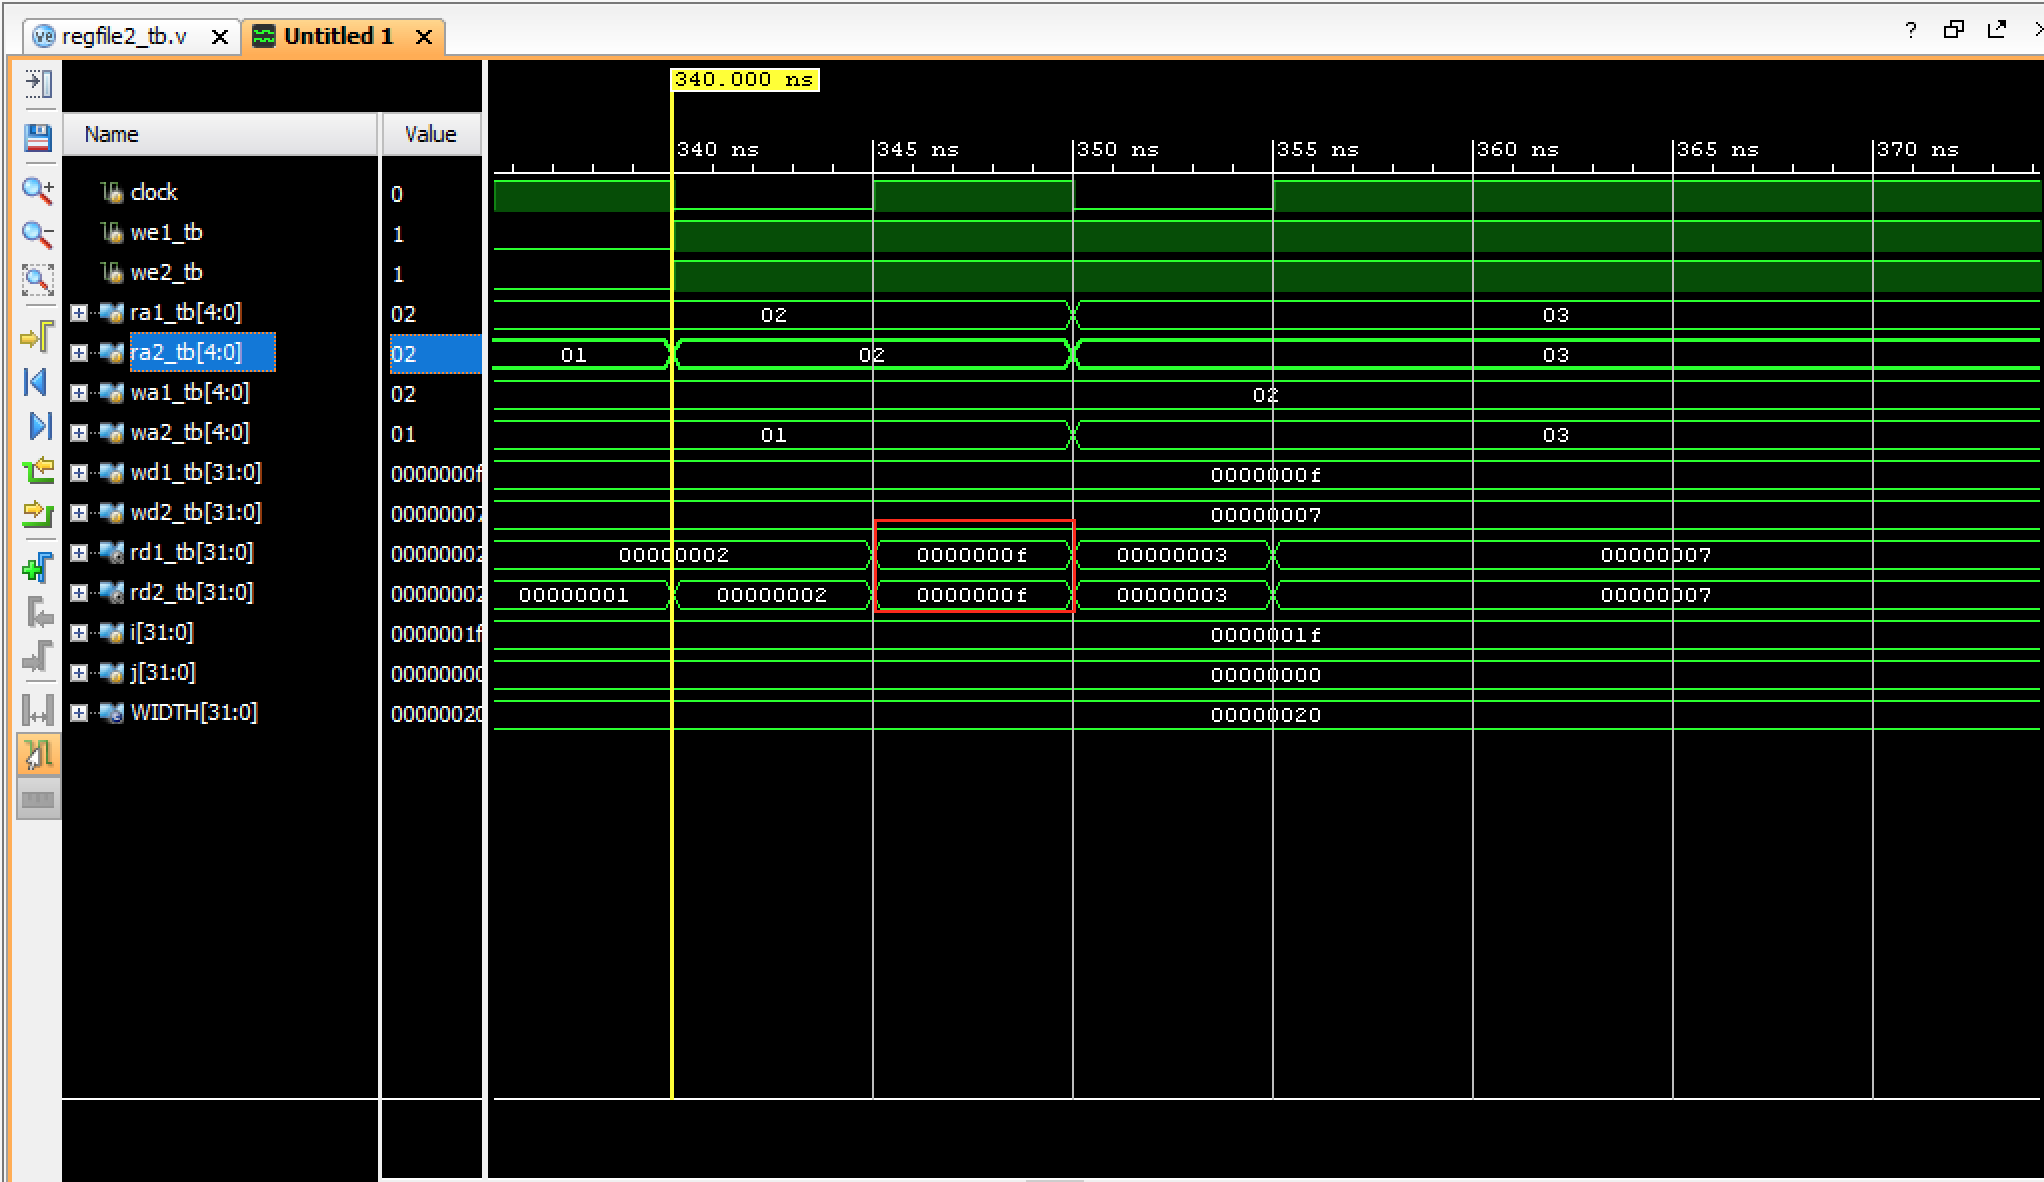 regfile2_tb.v
Untitled 1
?
340.000 ns
Name Value
340 ns 345 ns 350 ns 355 ns 360 ns 365 ns 370 ns
clock 0
we1_tb 1
we2_tb 1
ra1_tb[4:0] 02 02 03
ra2_tb[4:0] 02 01 02 03
wa1_tb[4:0] 02 02
wa2_tb[4:0] 01 01 03
wd1_tb[31:0] 0000000f 0000000f
wd2_tb[31:0] 00000007 00000007
rd1_tb[31:0] 00000002 00000002 0000000f 00000003 00000007
rd2_tb[31:0] 00000002 00000001 00000002 0000000f 00000003 00000007
i[31:0] 0000001f 0000001f
j[31:0] 00000000 00000000
WIDTH[31:0] 00000020 00000020